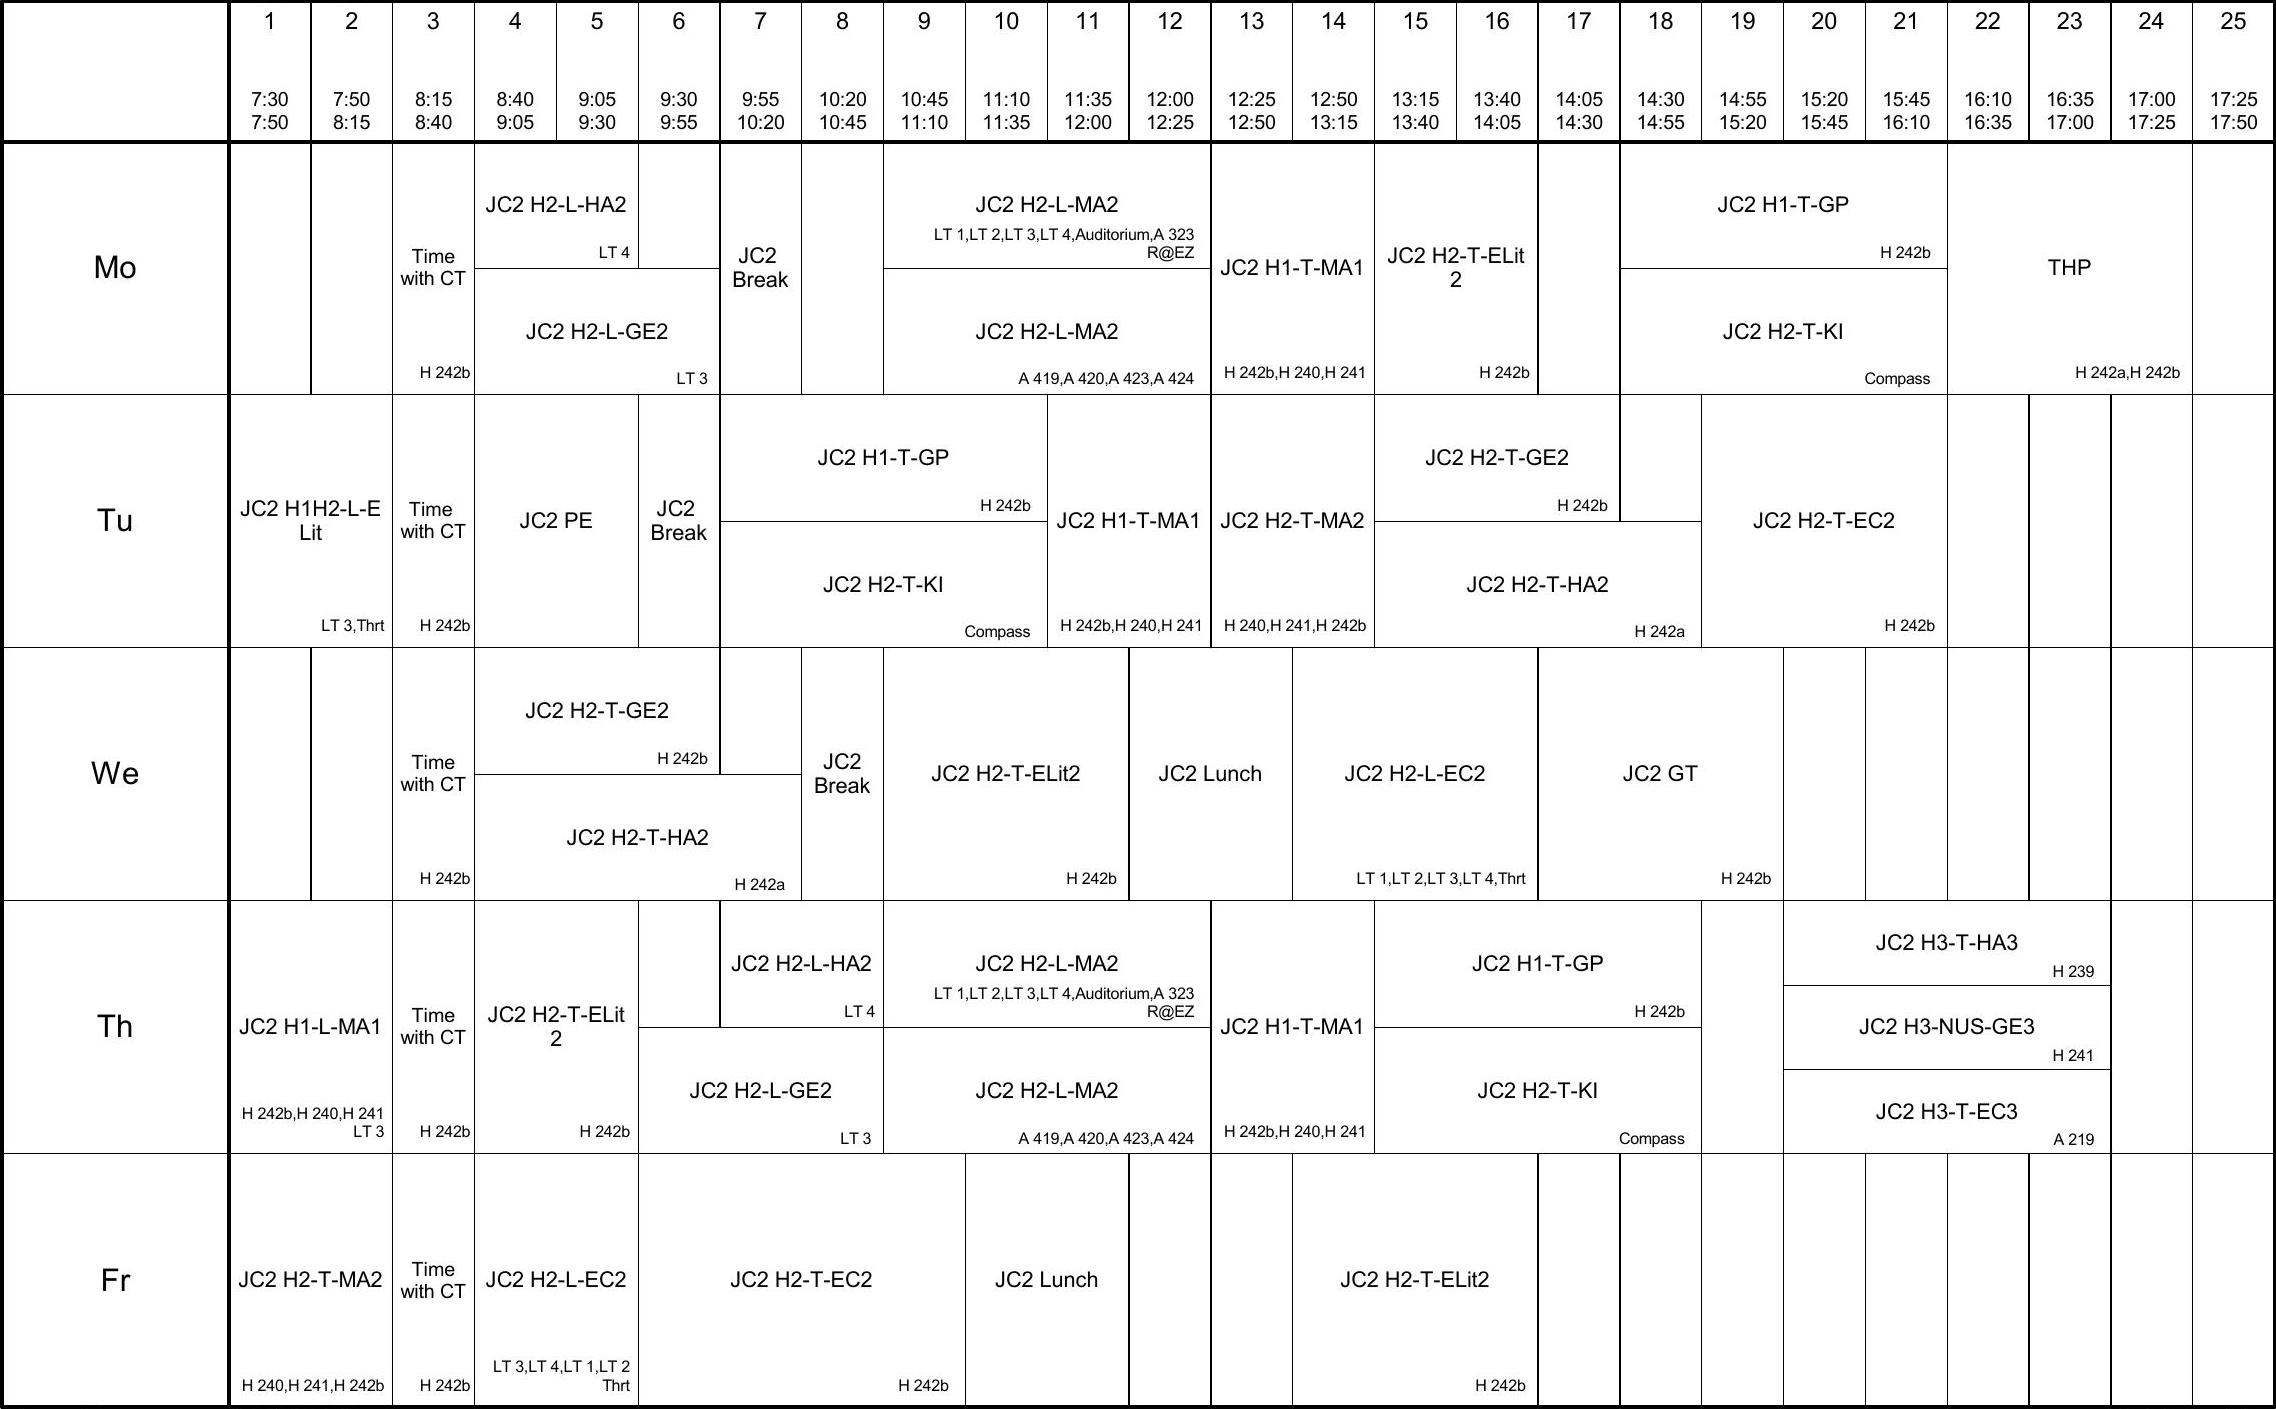 1 2 3 4 5 6 7 8 9 10 11 12 13 14 15 16 17 18 19 20 21 22 23 24 25
7:30 7:50 8:15 8:40 9:05 9:30 9:55 10:20 10:45 11:10 11:35 12:00 12:25 12:50 13:15 13:40 14:05 14:30 14:55 15:20 15:45 16:10 16:35 17:00 17:25
7:50 8:15 8:40 9:05 9:30 9:55 10:20 10:45 11:10 11:35 12:00 12:25 12:50 13:15 13:40 14:05 14:30 14:55 15:20 15:45 16:10 16:35 17:00 17:25 17:50
Mo
Time
with CT
H 242b
JC2 H2-L-HA2
LT 4
JC2 H2-L-GE2
LT 3
JC2
Break
JC2 H2-L-MA2
LT 1,LT 2,LT 3,LT 4,Auditorium,A 323
R@EZ
JC2 H2-L-MA2
A 419,A 420,A 423,A 424
JC2 H1-T-MA1
H 242b,H 240,H 241
JC2 H2-T-ELit
2
H 242b
JC2 H1-T-GP
H 242b
JC2 H2-T-KI
Compass
THP
H 242a,H 242b
Tu
JC2 H1H2-L-E
Lit
LT 3,Thrt
Time
with CT
H 242b
JC2 PE
JC2
Break
JC2 H1-T-GP
H 242b
JC2 H2-T-KI
Compass
JC2 H1-T-MA1
H 242b,H 240,H 241
JC2 H2-T-MA2
H 240,H 241,H 242b
JC2 H2-T-GE2
H 242b
JC2 H2-T-HA2
H 242a
JC2 H2-T-EC2
H 242b
We
Time
with CT
H 242b
JC2 H2-T-GE2
H 242b
JC2 H2-T-HA2
H 242a
JC2
Break
JC2 H2-T-ELit2
H 242b
JC2 Lunch
JC2 H2-L-EC2
LT 1,LT 2,LT 3,LT 4,Thrt
JC2 GT
H 242b
Th
JC2 H1-L-MA1
H 242b,H 240,H 241
LT 3
Time
with CT
H 242b
JC2 H2-T-ELit
2
H 242b
JC2 H2-L-HA2
LT 4
JC2 H2-L-GE2
LT 3
JC2 H2-L-MA2
LT 1,LT 2,LT 3,LT 4,Auditorium,A 323
R@EZ
JC2 H2-L-MA2
A 419,A 420,A 423,A 424
JC2 H1-T-MA1
H 242b,H 240,H 241
JC2 H1-T-GP
H 242b
JC2 H2-T-KI
Compass
JC2 H3-T-HA3
H 239
JC2 H3-NUS-GE3
H 241
JC2 H3-T-EC3
A 219
Fr
JC2 H2-T-MA2
H 240,H 241,H 242b
Time
with CT
H 242b
JC2 H2-L-EC2
LT 3,LT 4,LT 1,LT 2
Thrt
JC2 H2-T-EC2
H 242b
JC2 Lunch
JC2 H2-T-ELit2
H 242b